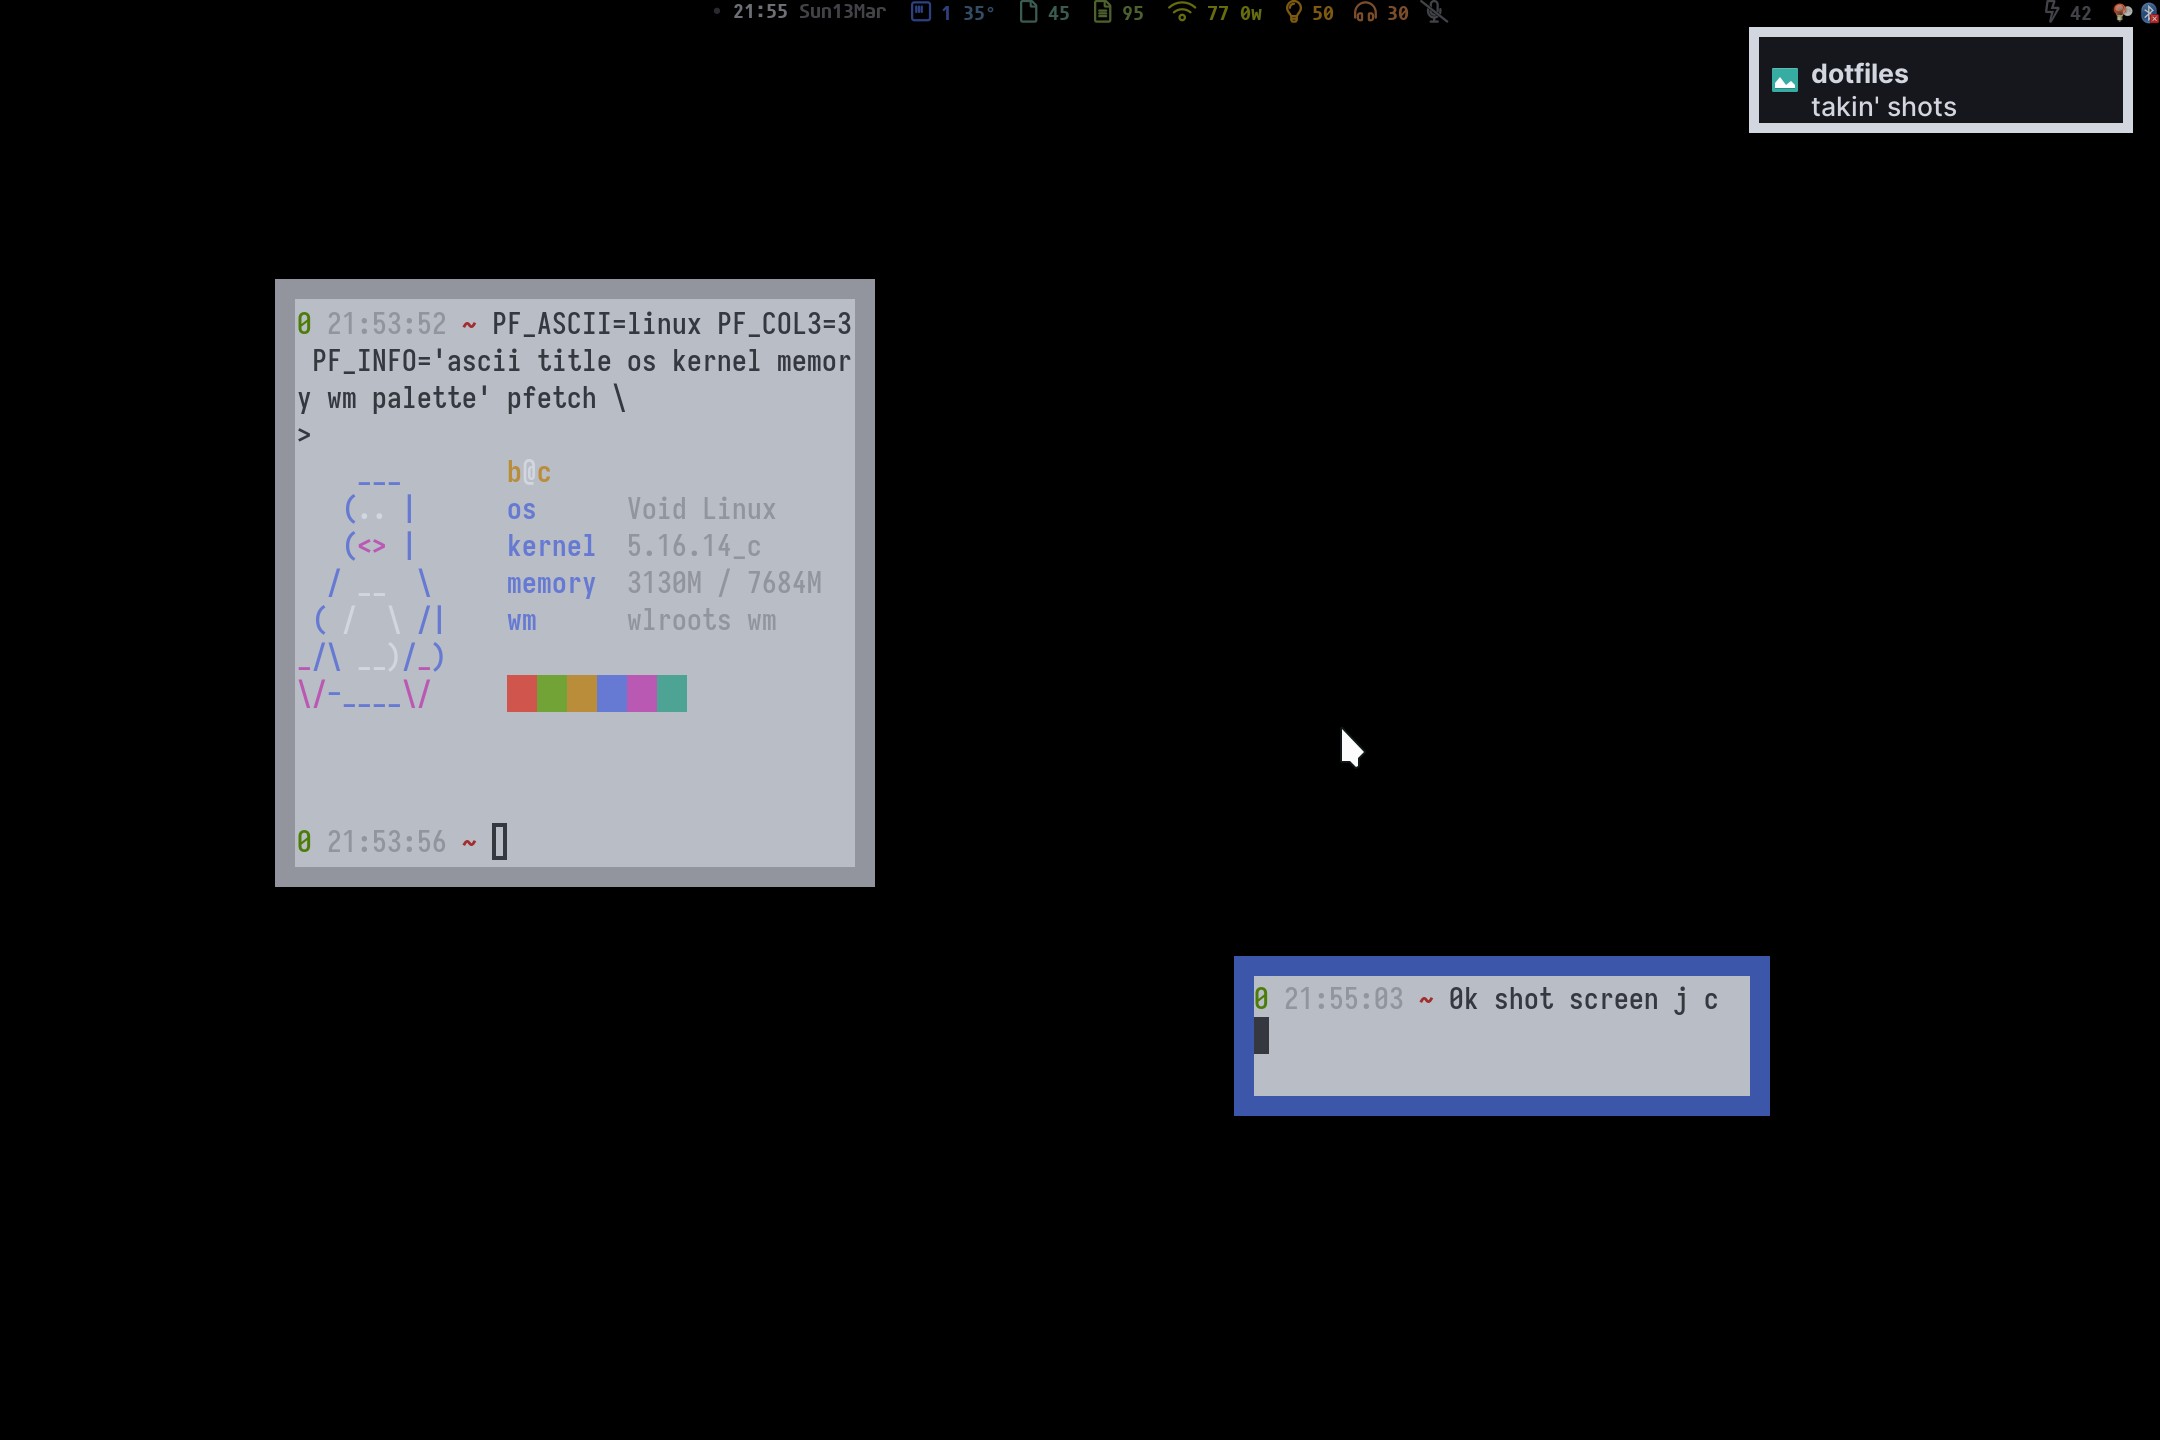 21:55 Sun13Mar 1 35° 45 95 77 0w 50 30 42
dotfiles
takin' shots
0 21:53:52 ~ PF_ASCII=linux PF_COL3=3
PF_INFO='ascii title os kernel memor
y wm palette' pfetch \
>
___ b@c
(.. | os Void Linux
(<> | kernel 5.16.14_c
/ __ \ memory 3130M / 7684M
( / \ /| wm wlroots wm
_/\ __)/_)
\/-____\/
0 21:53:56 ~
0 21:55:03 ~ 0k shot screen j c